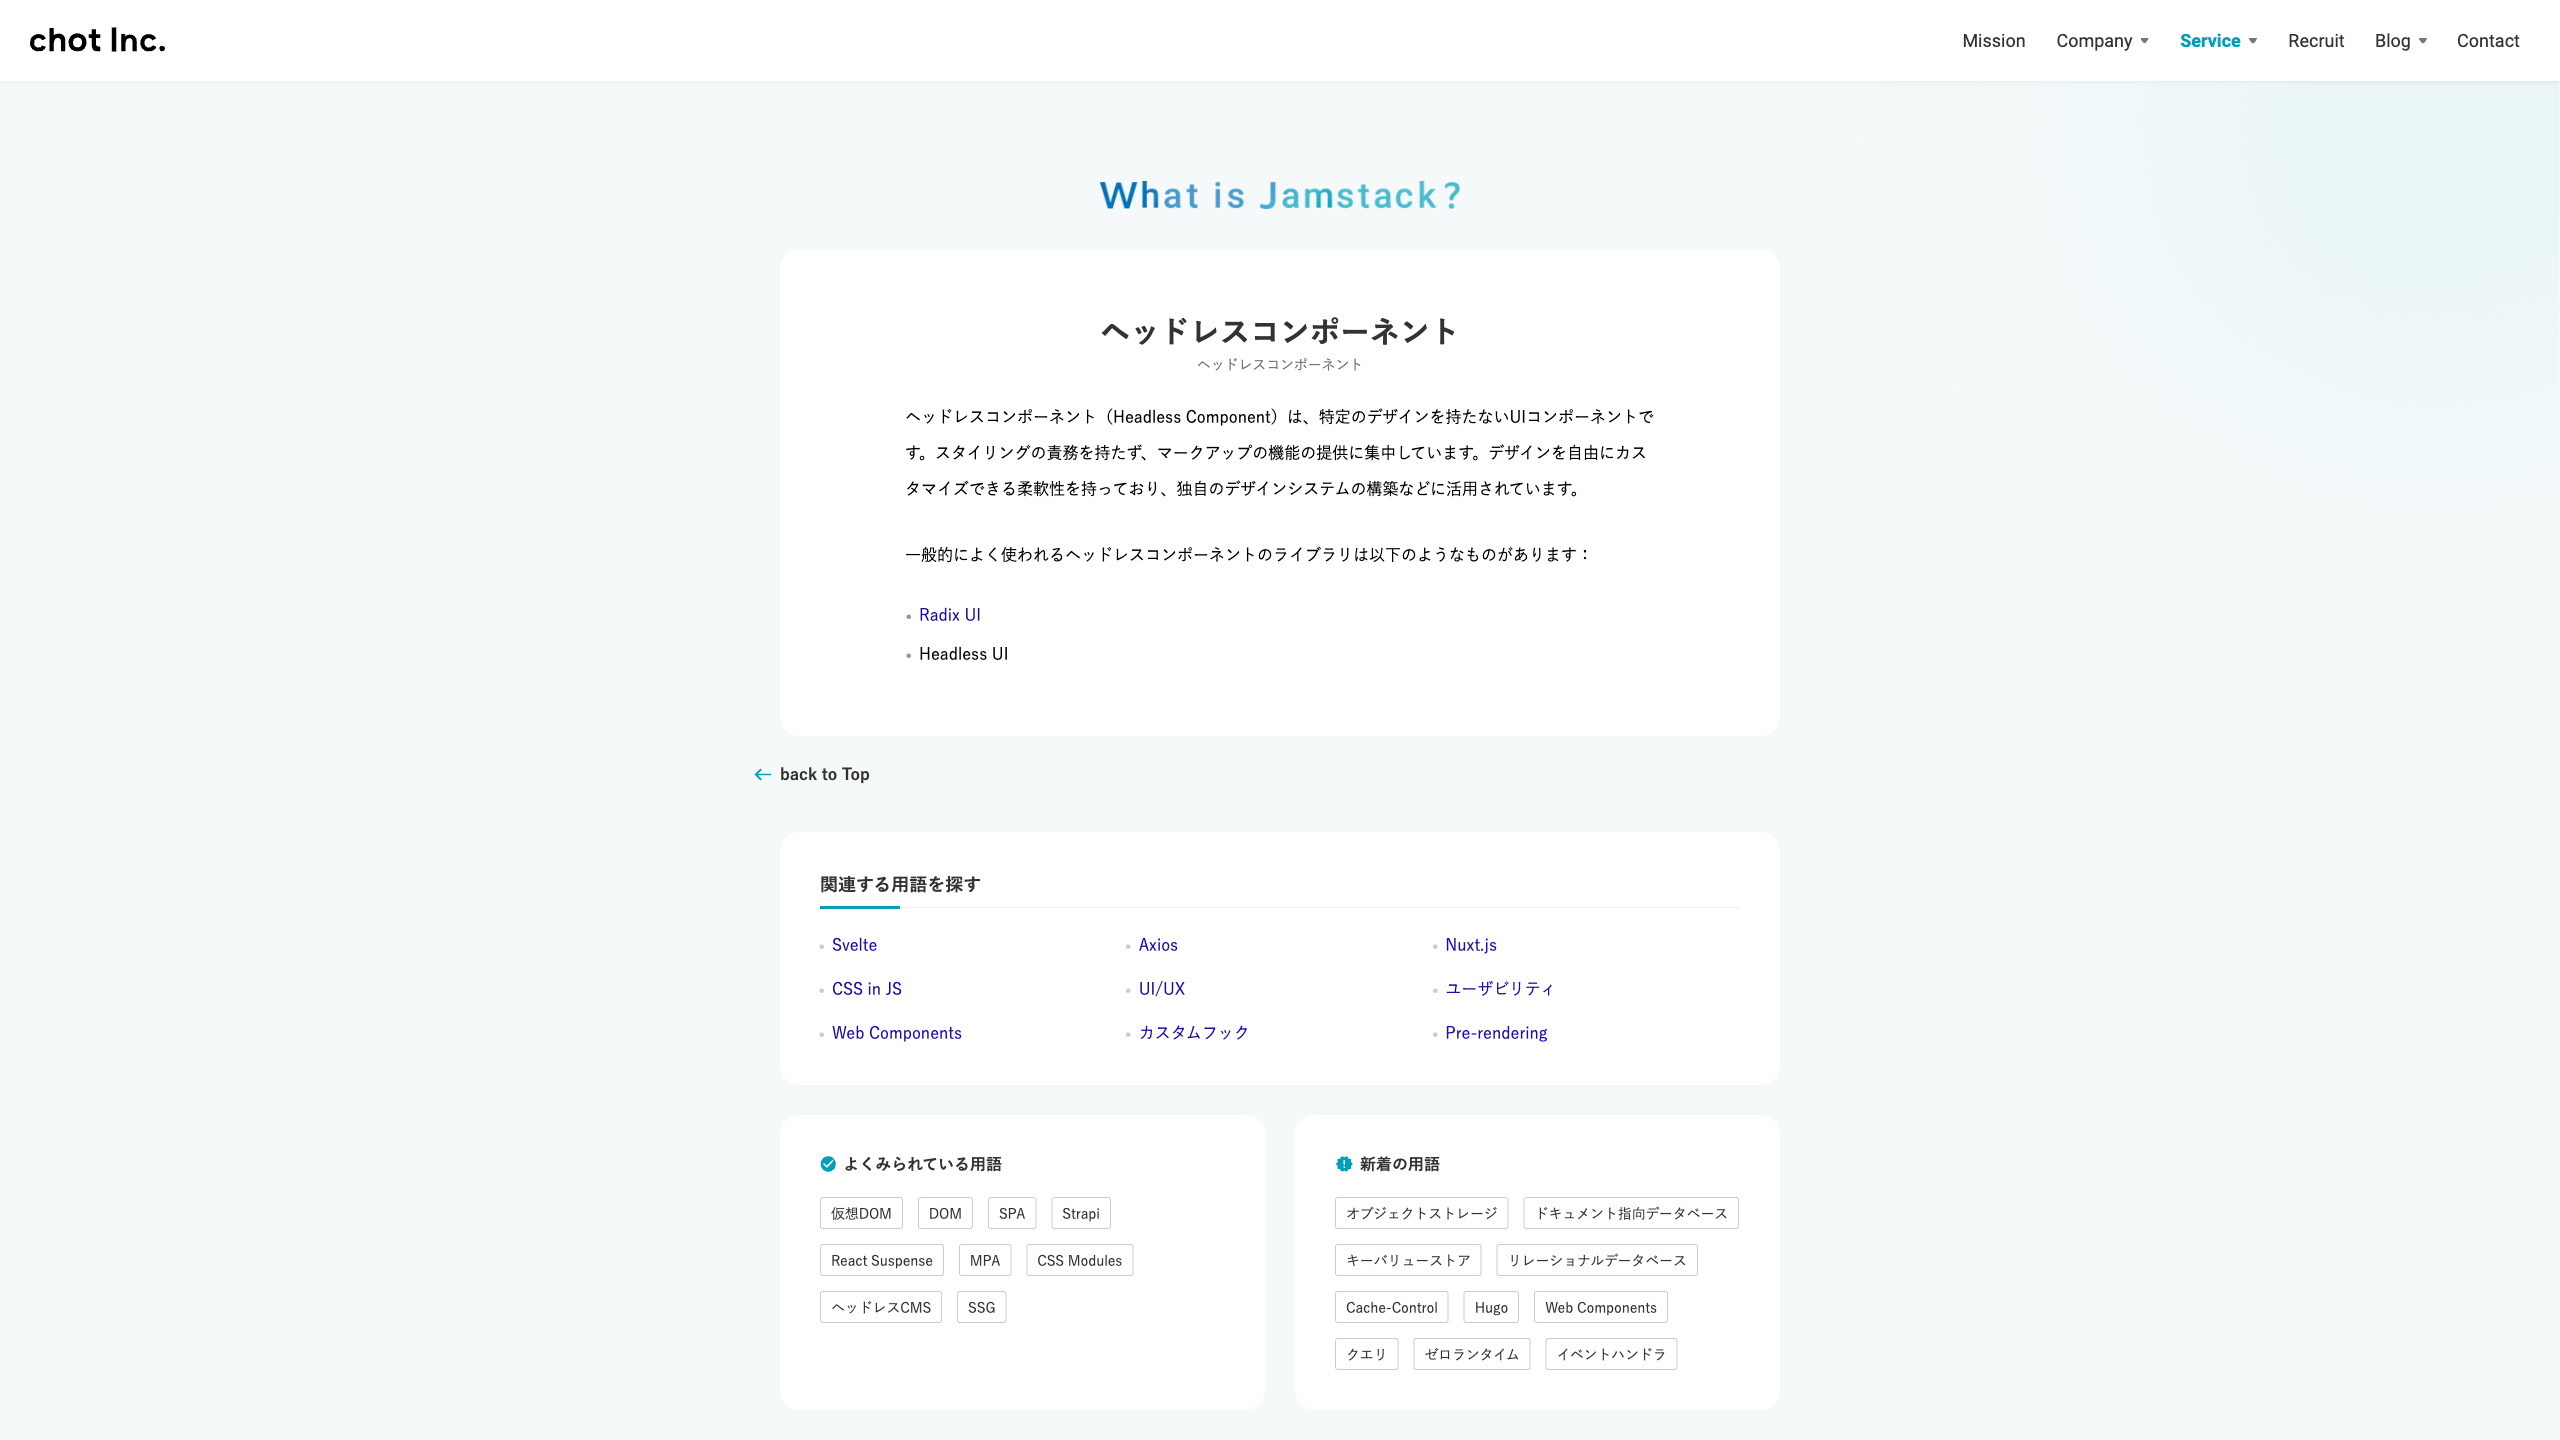 chot Inc.
Mission Company Service Recruit Blog Contact
What is Jamstack?
ヘッドレスコンポーネント
ヘッドレスコンポーネント
ヘッドレスコンポーネント（Headless Component）は、特定のデザインを持たないUIコンポーネントで
す。スタイリングの責務を持たず、マークアップの機能の提供に集中しています。デザインを自由にカス
タマイズできる柔軟性を持っており、独自のデザインシステムの構築などに活用されています。
一般的によく使われるヘッドレスコンポーネントのライブラリは以下のようなものがあります：
Radix UI
Headless UI
back to Top
関連する用語を探す
Svelte Axios Nuxt.js
CSS in JS UI/UX ユーザビリティ
Web Components カスタムフック Pre-rendering
よくみられている用語
仮想DOM DOM SPA Strapi
React Suspense MPA CSS Modules
ヘッドレスCMS SSG
新着の用語
オブジェクトストレージ ドキュメント指向データベース
キーバリューストア リレーショナルデータベース
Cache-Control Hugo Web Components
クエリ ゼロランタイム イベントハンドラ